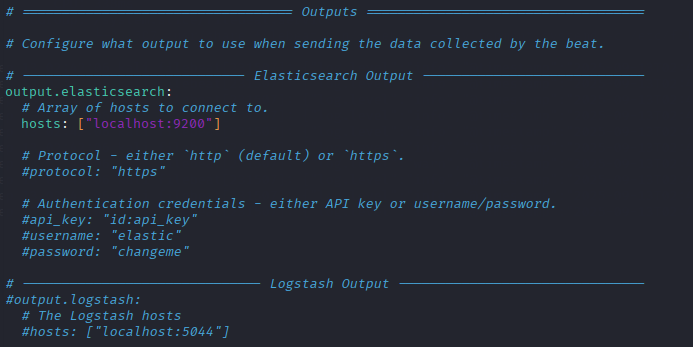 # ================================== Outputs ==================================
# Configure what output to use when sending the data collected by the beat.
# ---------------------------- Elasticsearch Output ----------------------------
output.elasticsearch:
# Array of hosts to connect to.
hosts: ["localhost:9200"]
# Protocol - either `http` (default) or `https`.
#protocol: "https"
# Authentication credentials - either API key or username/password.
#api_key: "id:api_key"
#username: "elastic"
#password: "changeme"
# ------------------------------ Logstash Output -------------------------------
#output.logstash:
# The Logstash hosts
#hosts: ["localhost:5044"]